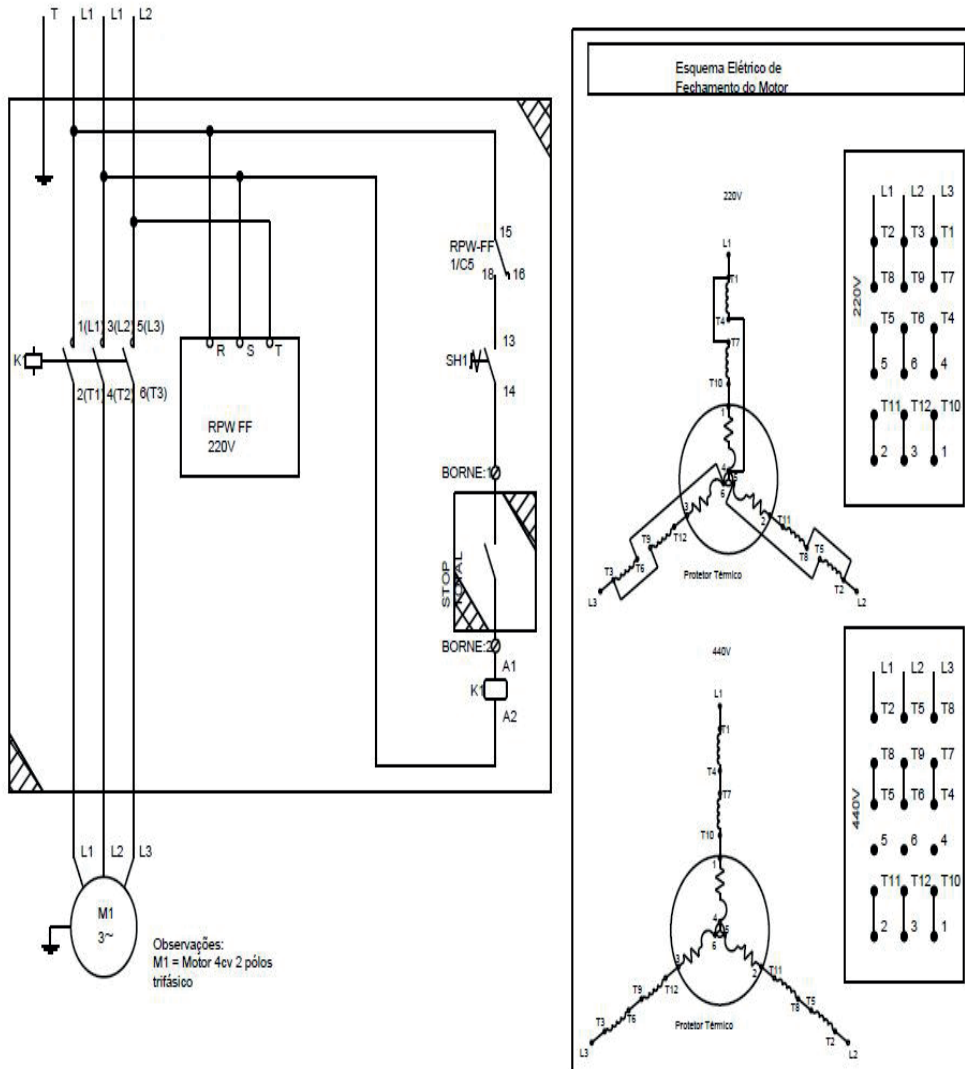 T L1 L1 L2
15
RPW-FF
1/C5
18 16
1(L1) 3(L2) 5(L3)
K1
2(T1) 4(T2) 6(T3)
R S T
RPW FF
220V
13
SH1
14
BORNE:1
STOP
TOTAL
BORNE:2
A1
K1
A2
L1 L2 L3
M1
3~
Observações:
M1 = Motor 4cv 2 pólos
trifásico
Esquema Elétrico de
Fechamento do Motor
220V
L1
T1
T4
T7
T10
1
4
5
6
3
2
T12
T11
T9
T8
T6
T5
T3
T2
L3
L2
Protetor Térmico
220V
L1 L2 L3
T2 T3 T1
T8 T9 T7
T5 T6 T4
5 6 4
T11 T12 T10
2 3 1
440V
L1
T1
T4
T7
T10
1
4
5
6
3
2
T12
T11
T9
T8
T6
T5
T3
T2
L3
L2
Protetor Térmico
440V
L1 L2 L3
T2 T5 T8
T8 T9 T7
T5 T6 T4
5 6 4
T11 T12 T10
2 3 1